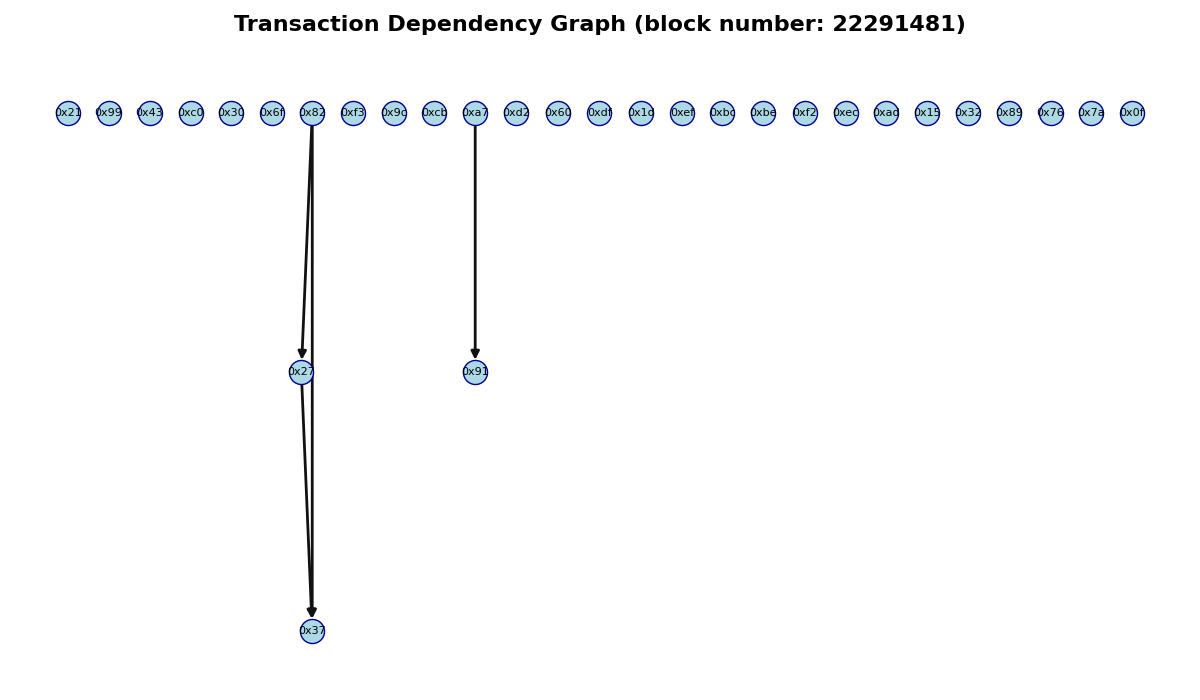 Transaction Dependency Graph (block number: 22291481)
0x21 0x99 0x43 0xc0 0x30 0x6f 0x82 0xf3 0x9c 0xcb 0xa7 0xd2 0x60 0xdf 0x1d 0xef 0xbc 0xbe 0xf2 0xec 0xad 0x15 0x32 0x89 0x76 0x7a 0x0f
0x27 0x91
0x37